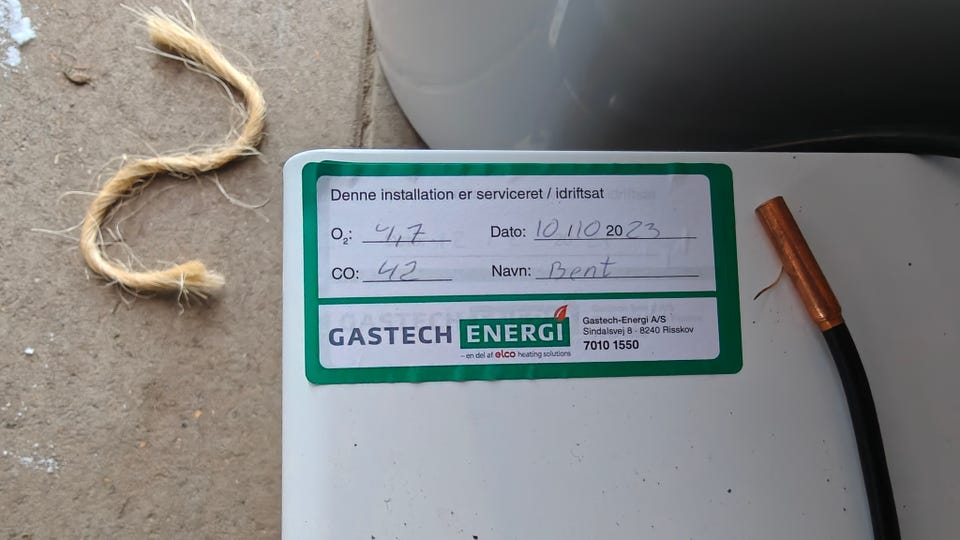 Denne installation er serviceret / idriftsat
O₂: 4,7 Dato: 10.10 2023
CO: 42 Navn: Bent
GASTECH ENERGI
– en del af elco heating solutions
Gastech-Energi A/S
Sindalsvej 8 · 8240 Risskov
7010 1550